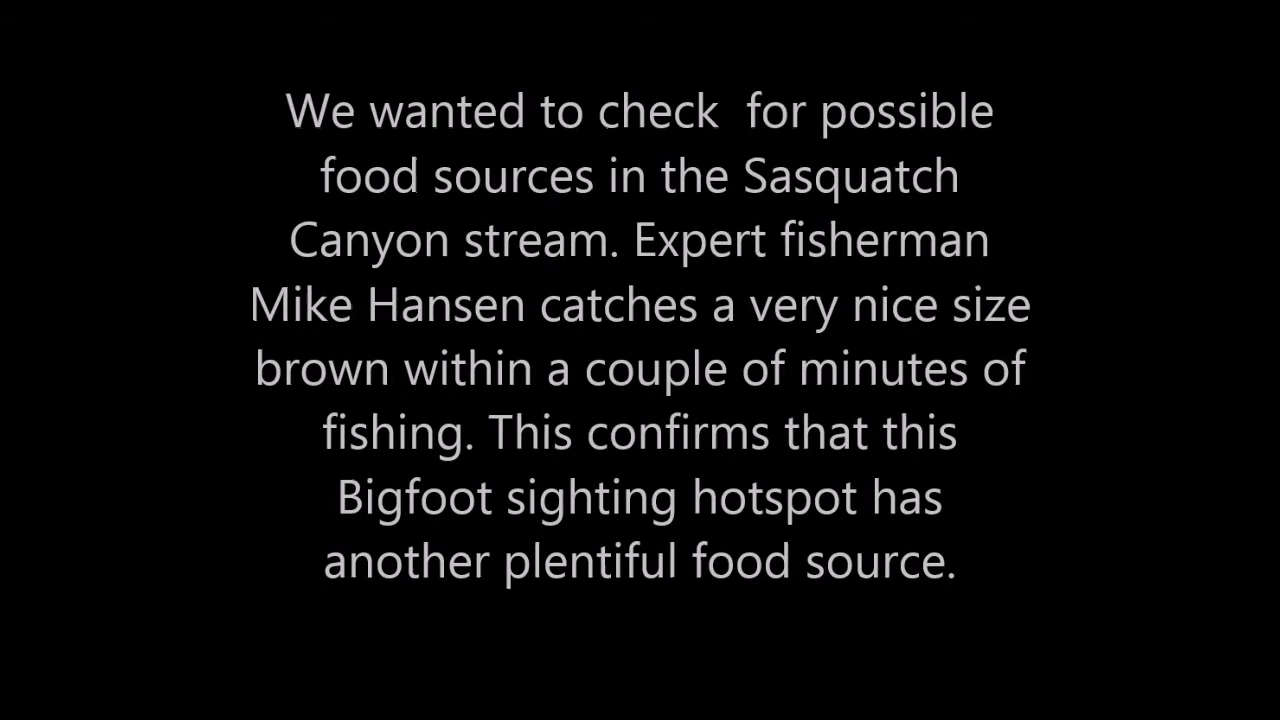 We wanted to check  for possible
food sources in the Sasquatch
Canyon stream. Expert fisherman
Mike Hansen catches a very nice size
brown within a couple of minutes of
fishing. This confirms that this
Bigfoot sighting hotspot has
another plentiful food source.